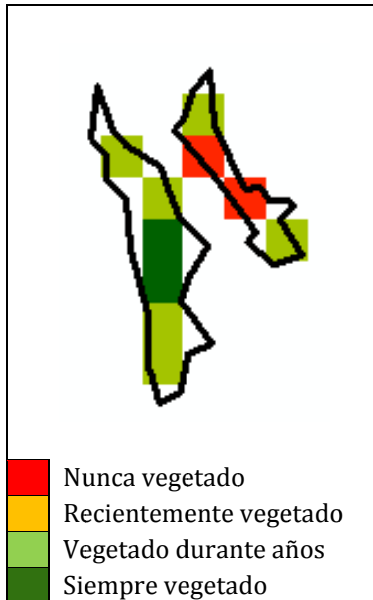 Nunca vegetado
Recientemente vegetado
Vegetado durante años
Siempre vegetado